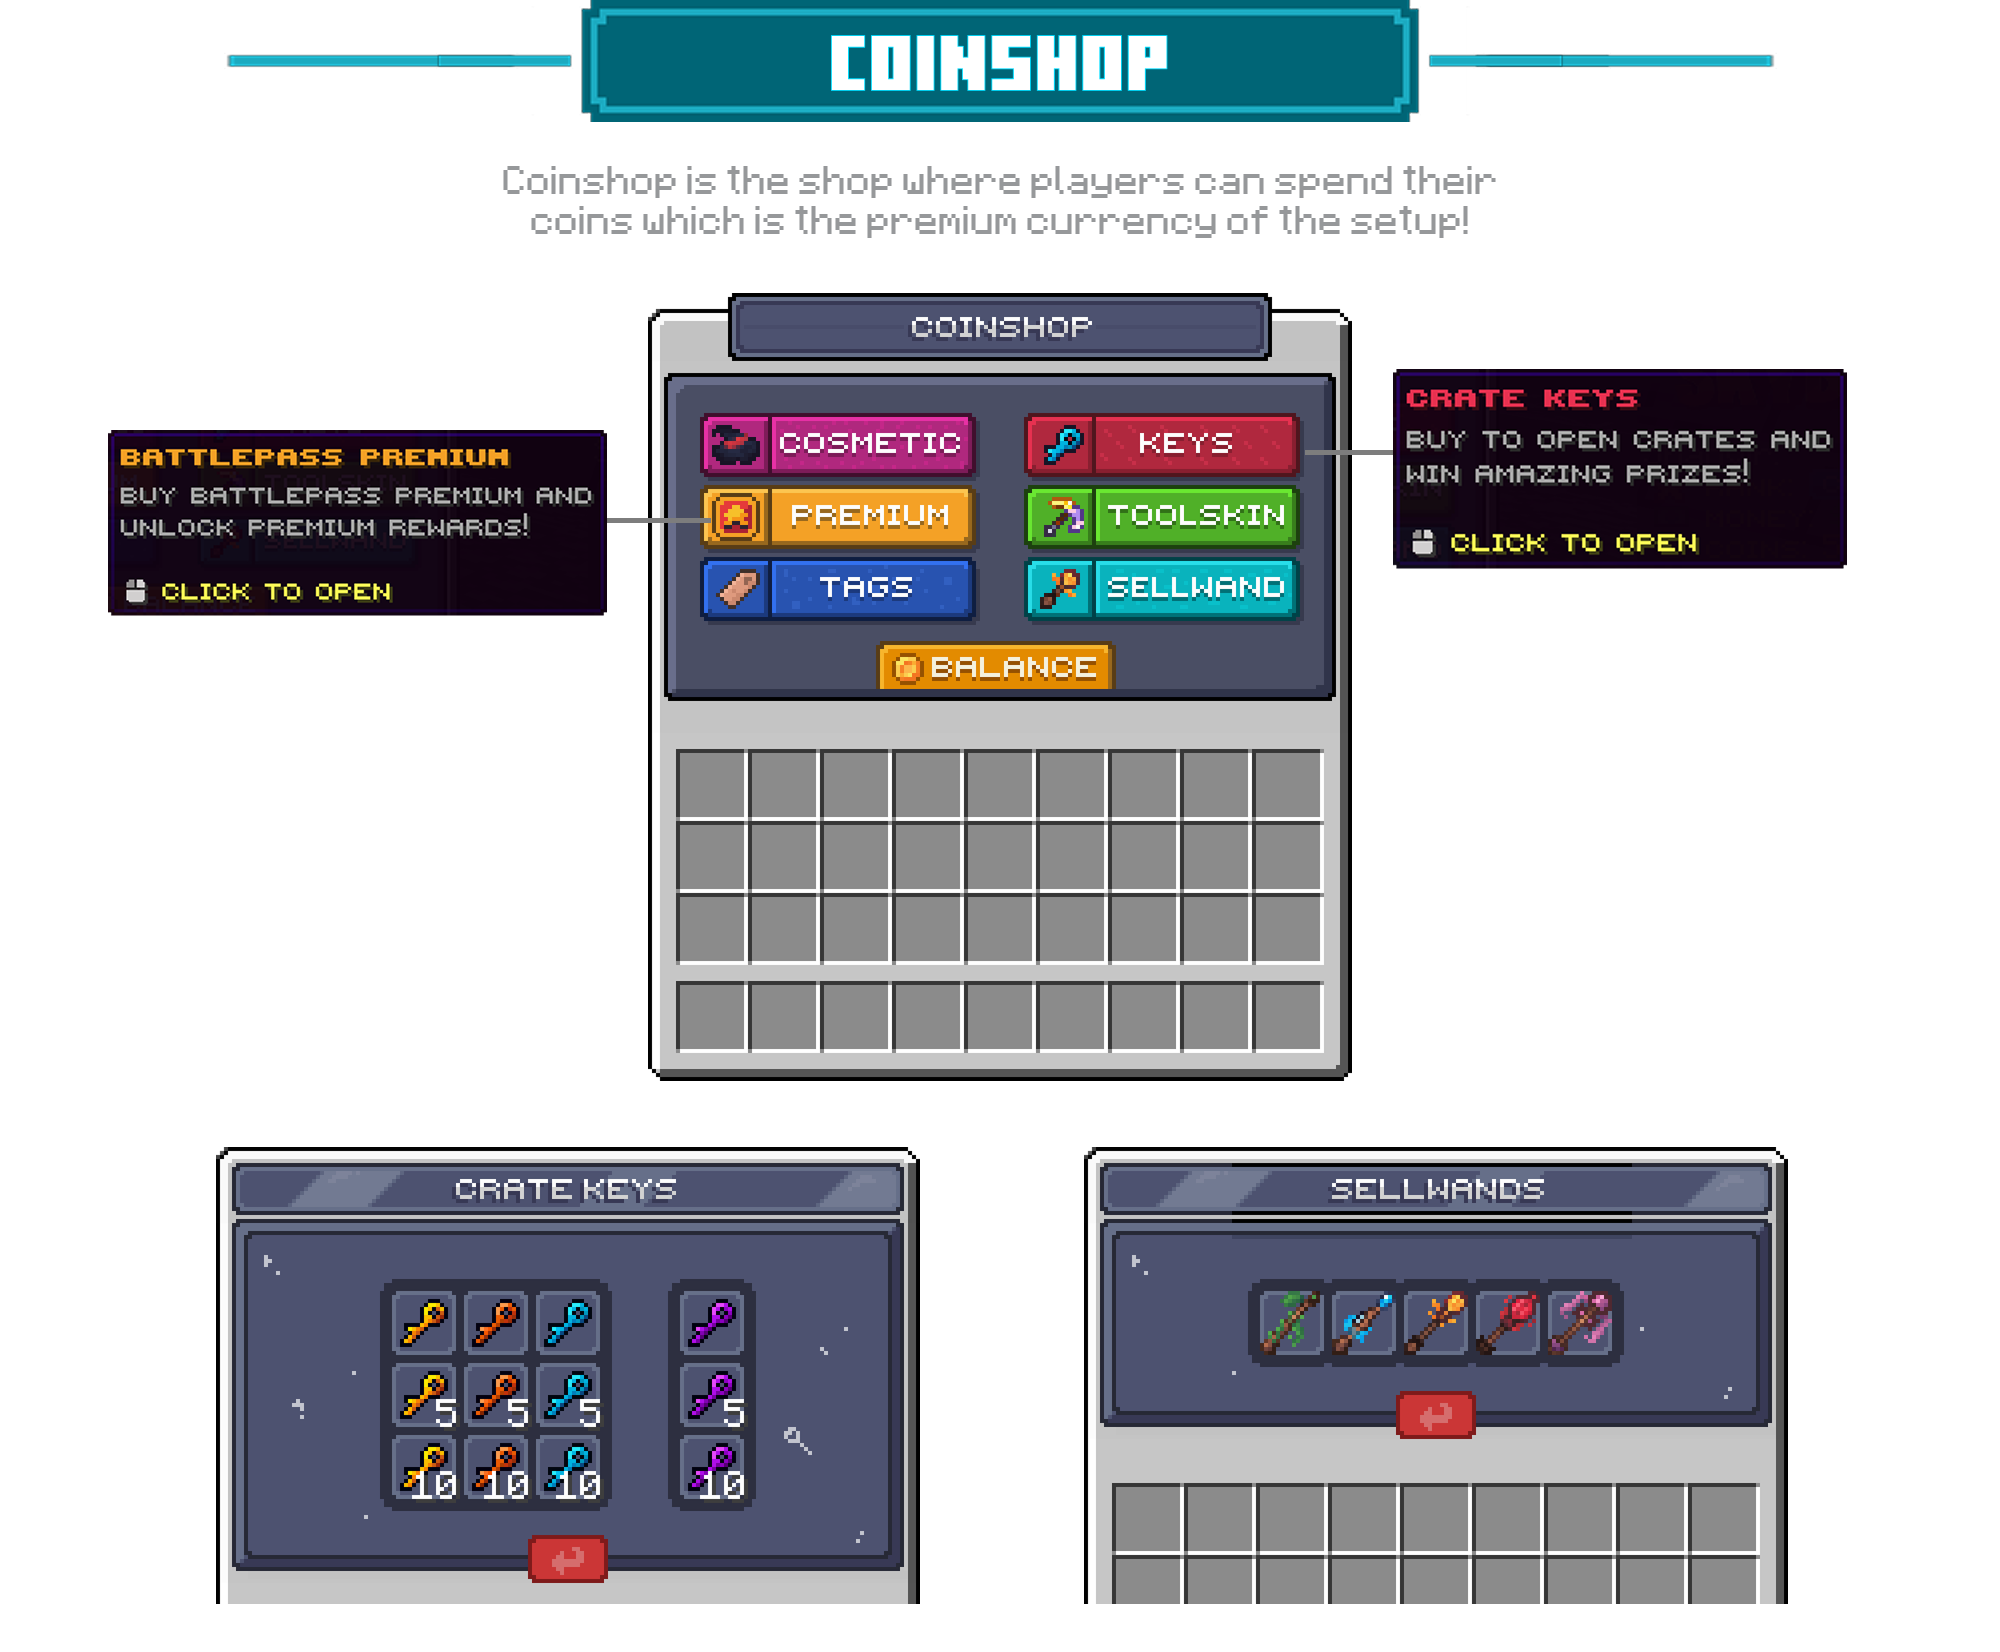 COINSHOP
Coinshop is the shop where players can spend their
coins which is the premium currency of the setup!
COINSHOP
COSMETIC
KEYS
PREMIUM
TOOLSKIN
TAGS
SELLWAND
BALANCE
BATTLEPASS PREMIUM
BUY BATTLEPASS PREMIUM AND
UNLOCK PREMIUM REWARDS!
CLICK TO OPEN
CRATE KEYS
BUY TO OPEN CRATES AND
WIN AMAZING PRIZES!
CLICK TO OPEN
CRATE KEYS
5 5 5 5
10 10 10 10
SELLWANDS